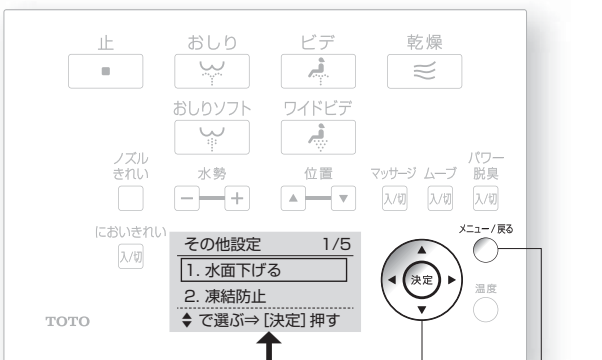 止 おしり ビデ 乾燥
おしりソフト ワイドビデ
ノズル
きれい
水勢 位置 マッサージ ムーブ
パワー
脱臭
− + ▲ ▼ 入/切 入/切 入/切
においきれい
入/切
メニュー/戻る
その他設定 1/5
1. 水面下げる
2. 凍結防止
で選ぶ⇒[決定]押す
決定
温度
TOTO